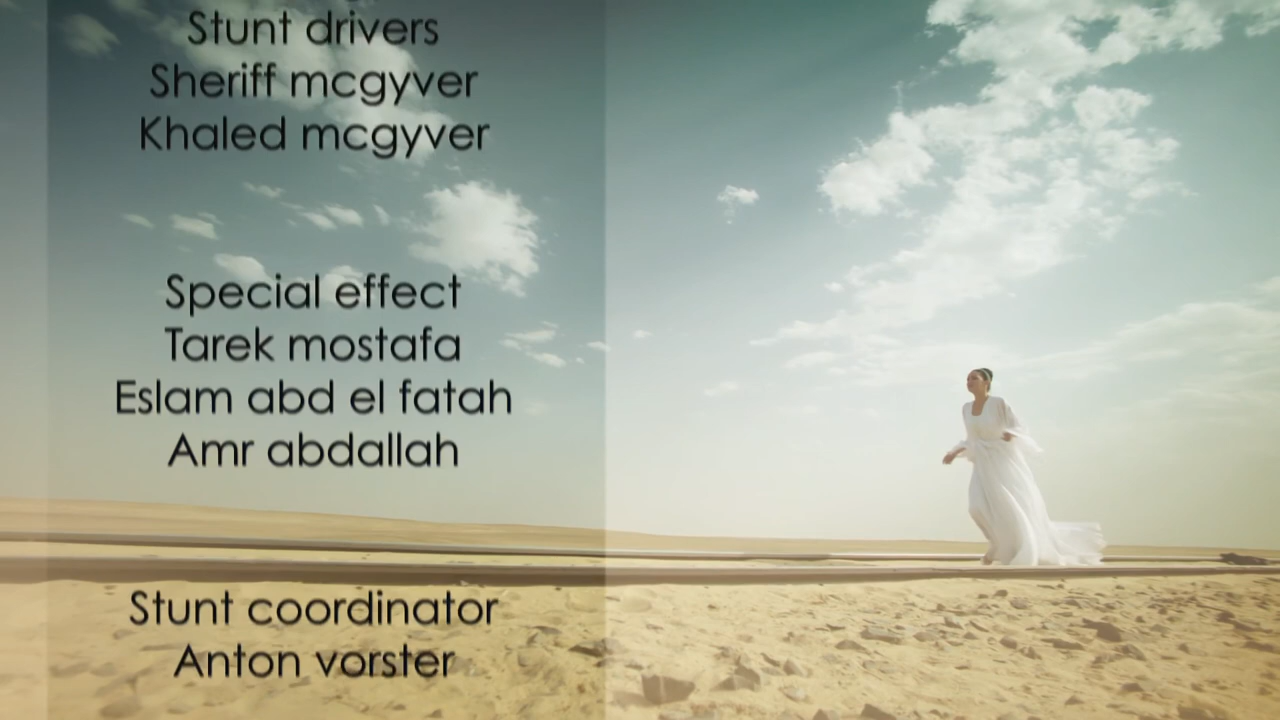 Stunt drivers
Sheriff mcgyver
Khaled mcgyver
Special effect
Tarek mostafa
Eslam abd el fatah
Amr abdallah
Stunt coordinator
Anton vorster